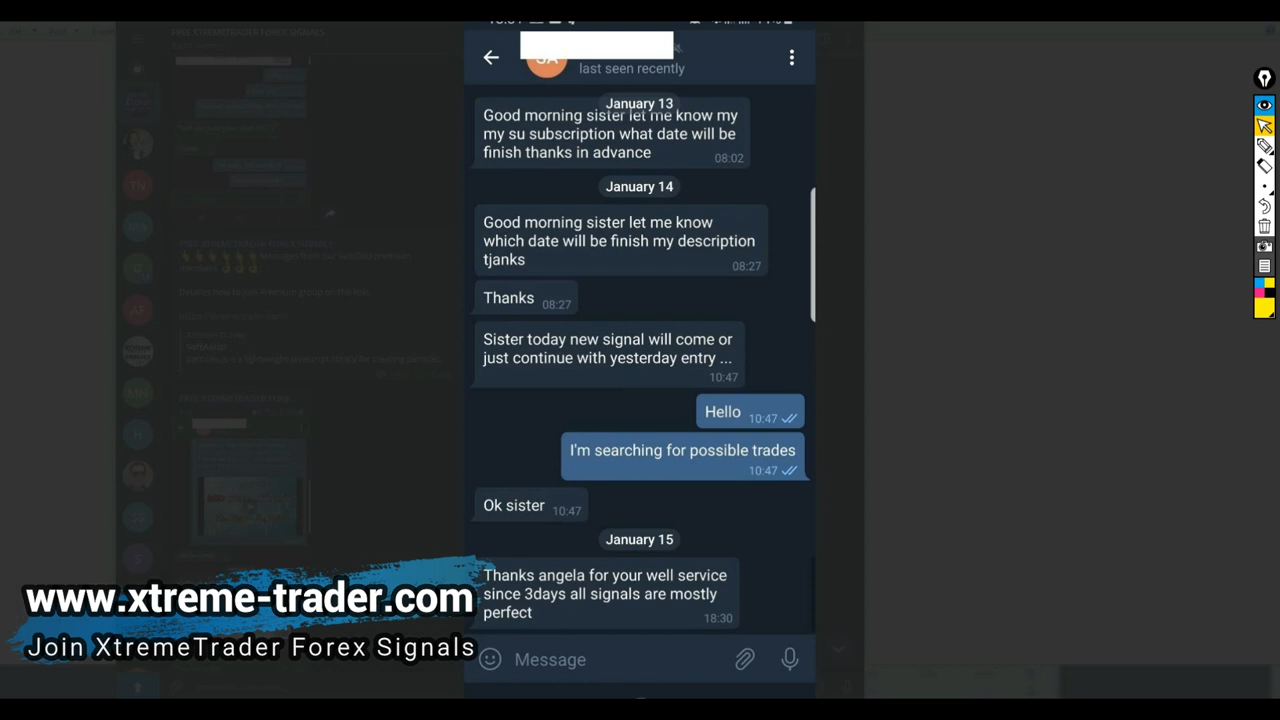 FREE XTREMETRADER FOREX SIGNALS
last seen recently
January 13
Good morning sister let me know my
my su subscription what date will be
finish thanks in advance
08:02
January 14
Good morning sister let me know
which date will be finish my description
tjanks
08:27
Thanks 08:27
Sister today new signal will come or
just continue with yesterday entry ...
10:47
Hello 10:47
I'm searching for possible trades
10:47
Ok sister 10:47
January 15
Thanks angela for your well service
since 3days all signals are mostly
perfect
18:30
Message
www.xtreme-trader.com
Join XtremeTrader Forex Signals